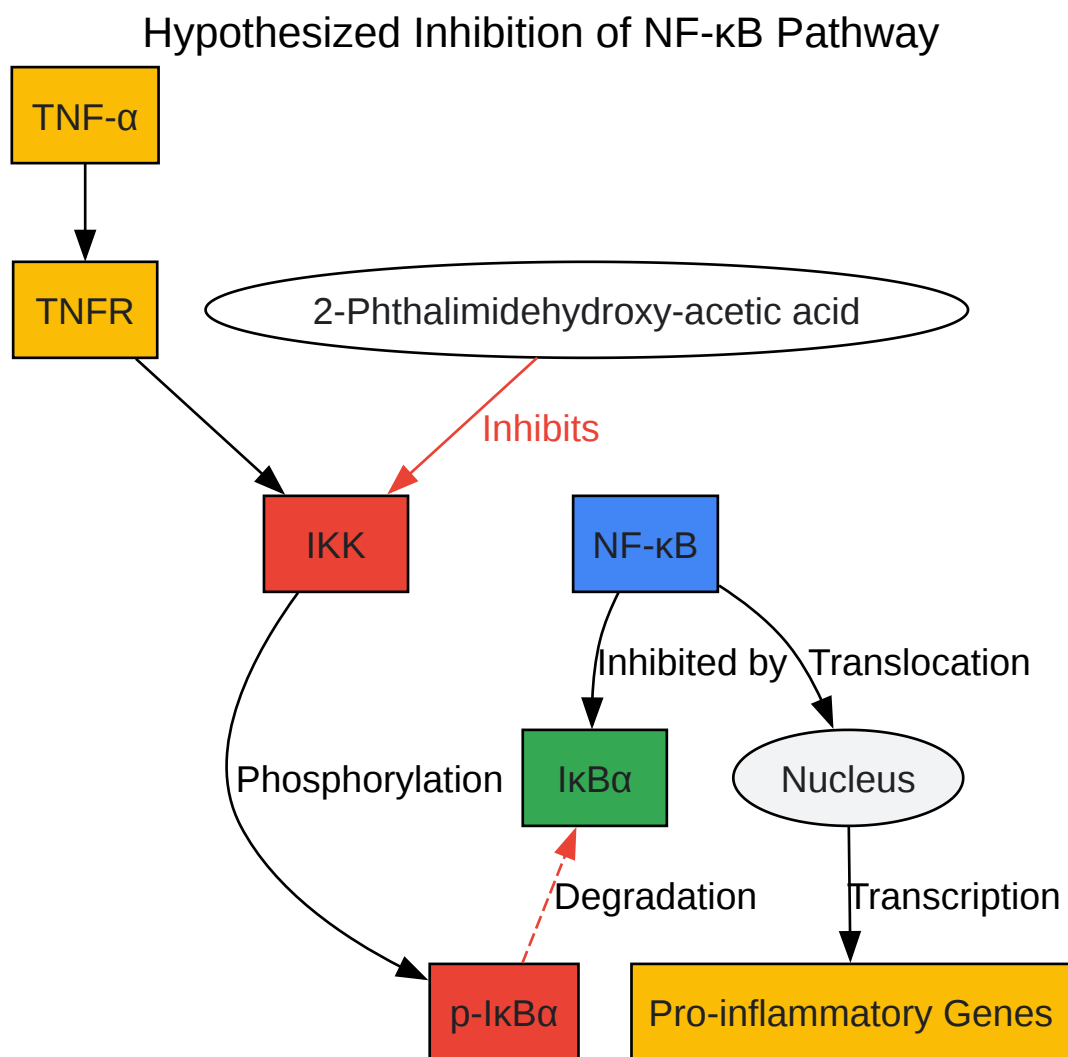 Hypothesized Inhibition of NF-κB Pathway
TNF-α
TNFR
2-Phthalimidehydroxy-acetic acid
Inhibits
IKK
NF-κB
Inhibited by
Translocation
Phosphorylation
IκBα
Nucleus
Degradation
Transcription
p-IκBα
Pro-inflammatory Genes